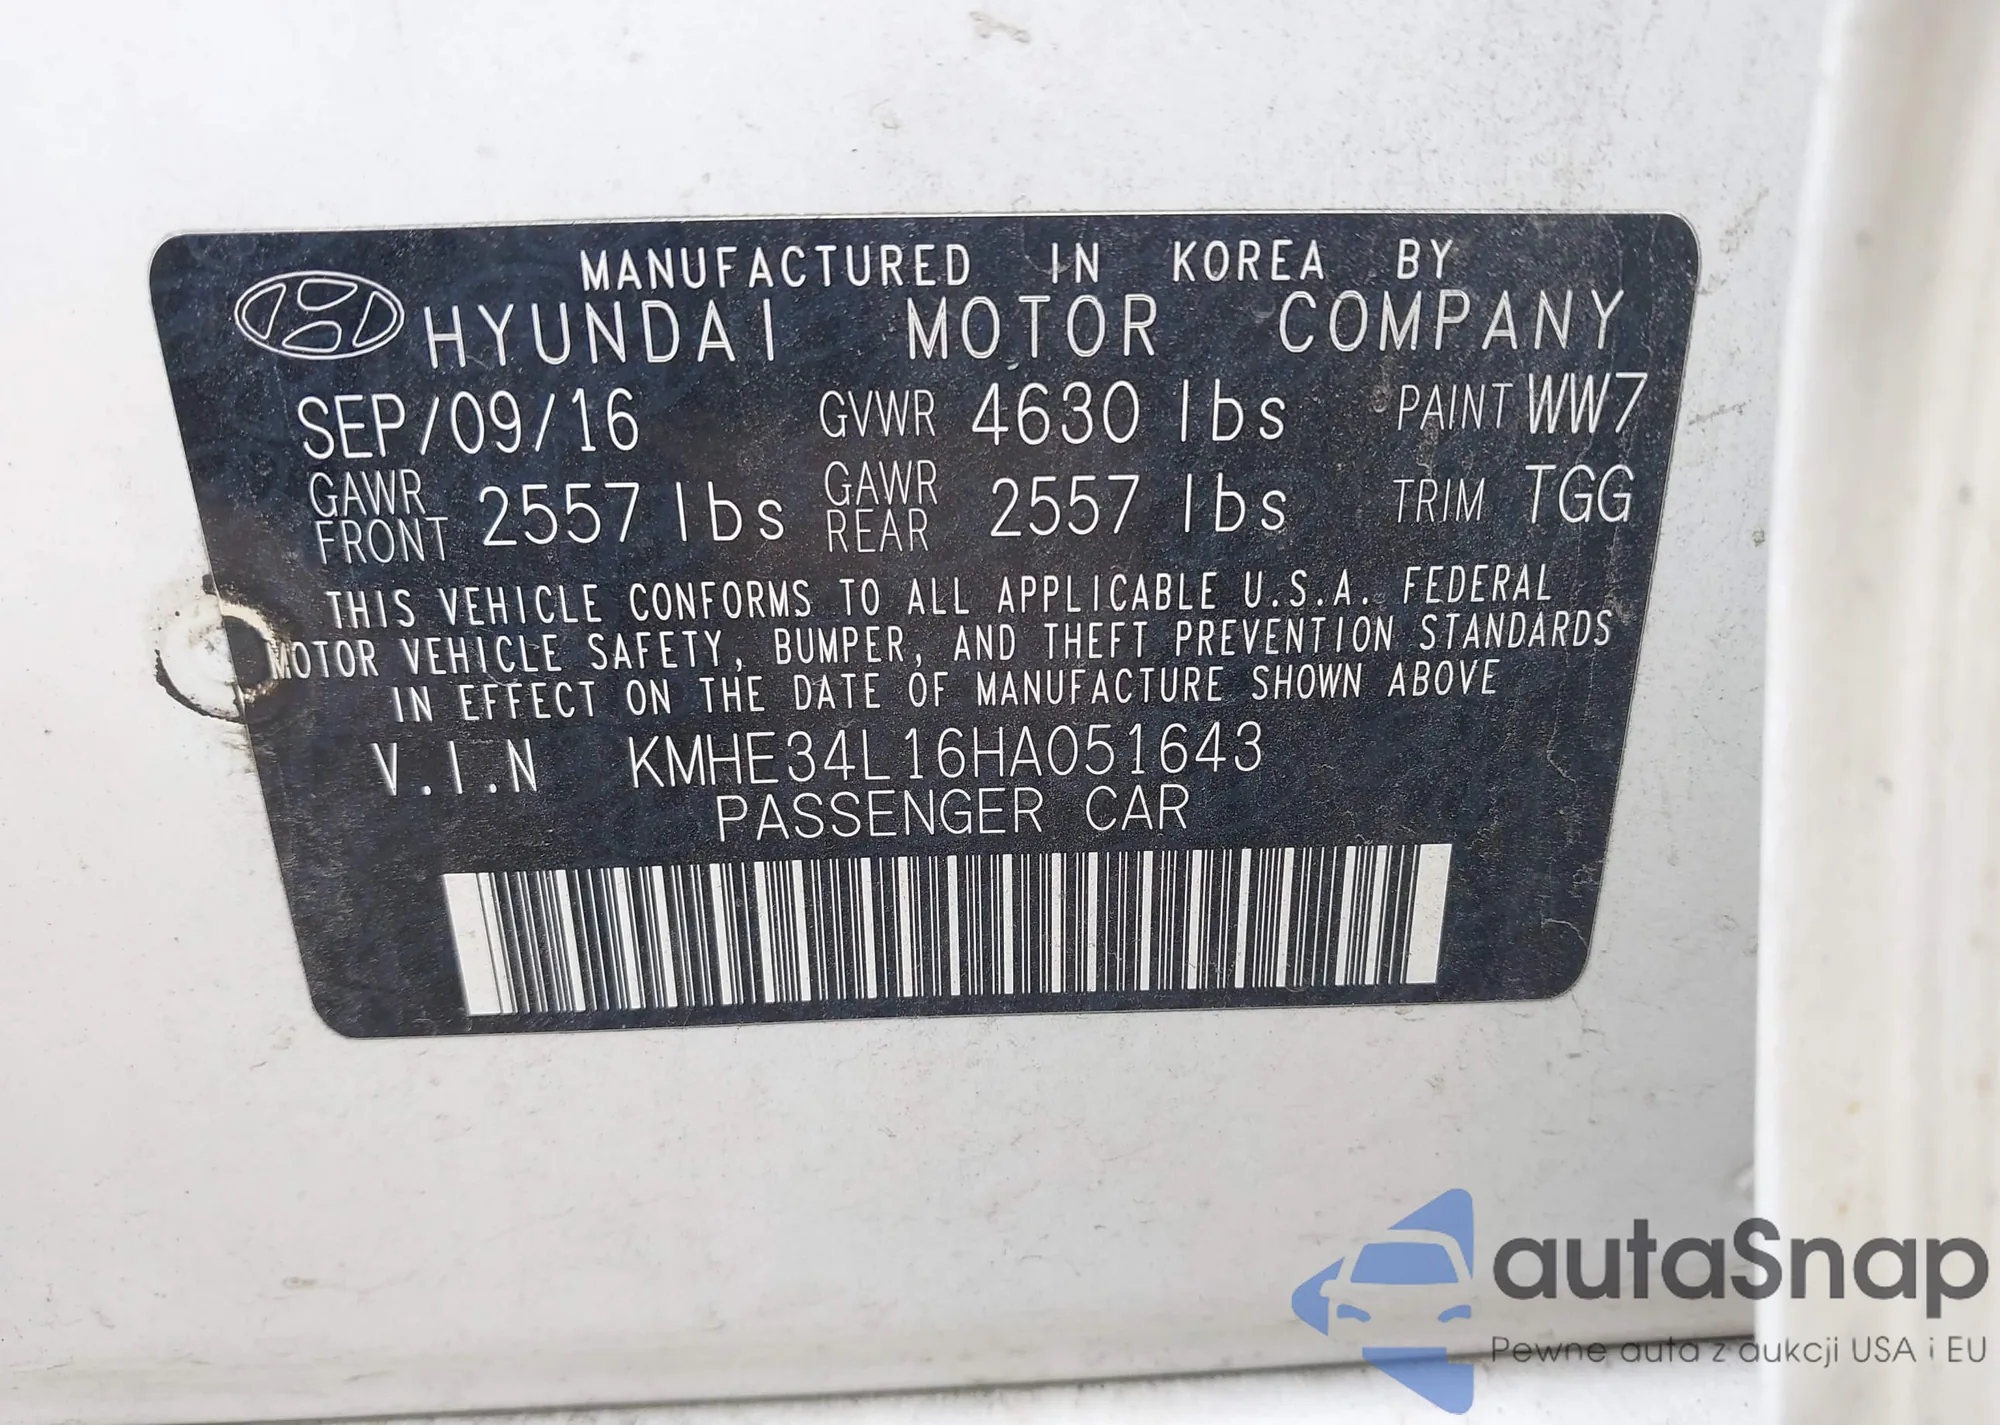 MANUFACTURED IN KOREA BY
HYUNDAI MOTOR COMPANY
SEP/09/16 GVWR 4630 lbs PAINT WW7
GAWR FRONT 2557 lbs GAWR REAR 2557 lbs TRIM TGG
THIS VEHICLE CONFORMS TO ALL APPLICABLE U.S.A. FEDERAL
MOTOR VEHICLE SAFETY, BUMPER, AND THEFT PREVENTION STANDARDS
IN EFFECT ON THE DATE OF MANUFACTURE SHOWN ABOVE
V.I.N KMHE34L16HA051643
PASSENGER CAR
autaSnap
Pewne auta z aukcji USA i EU